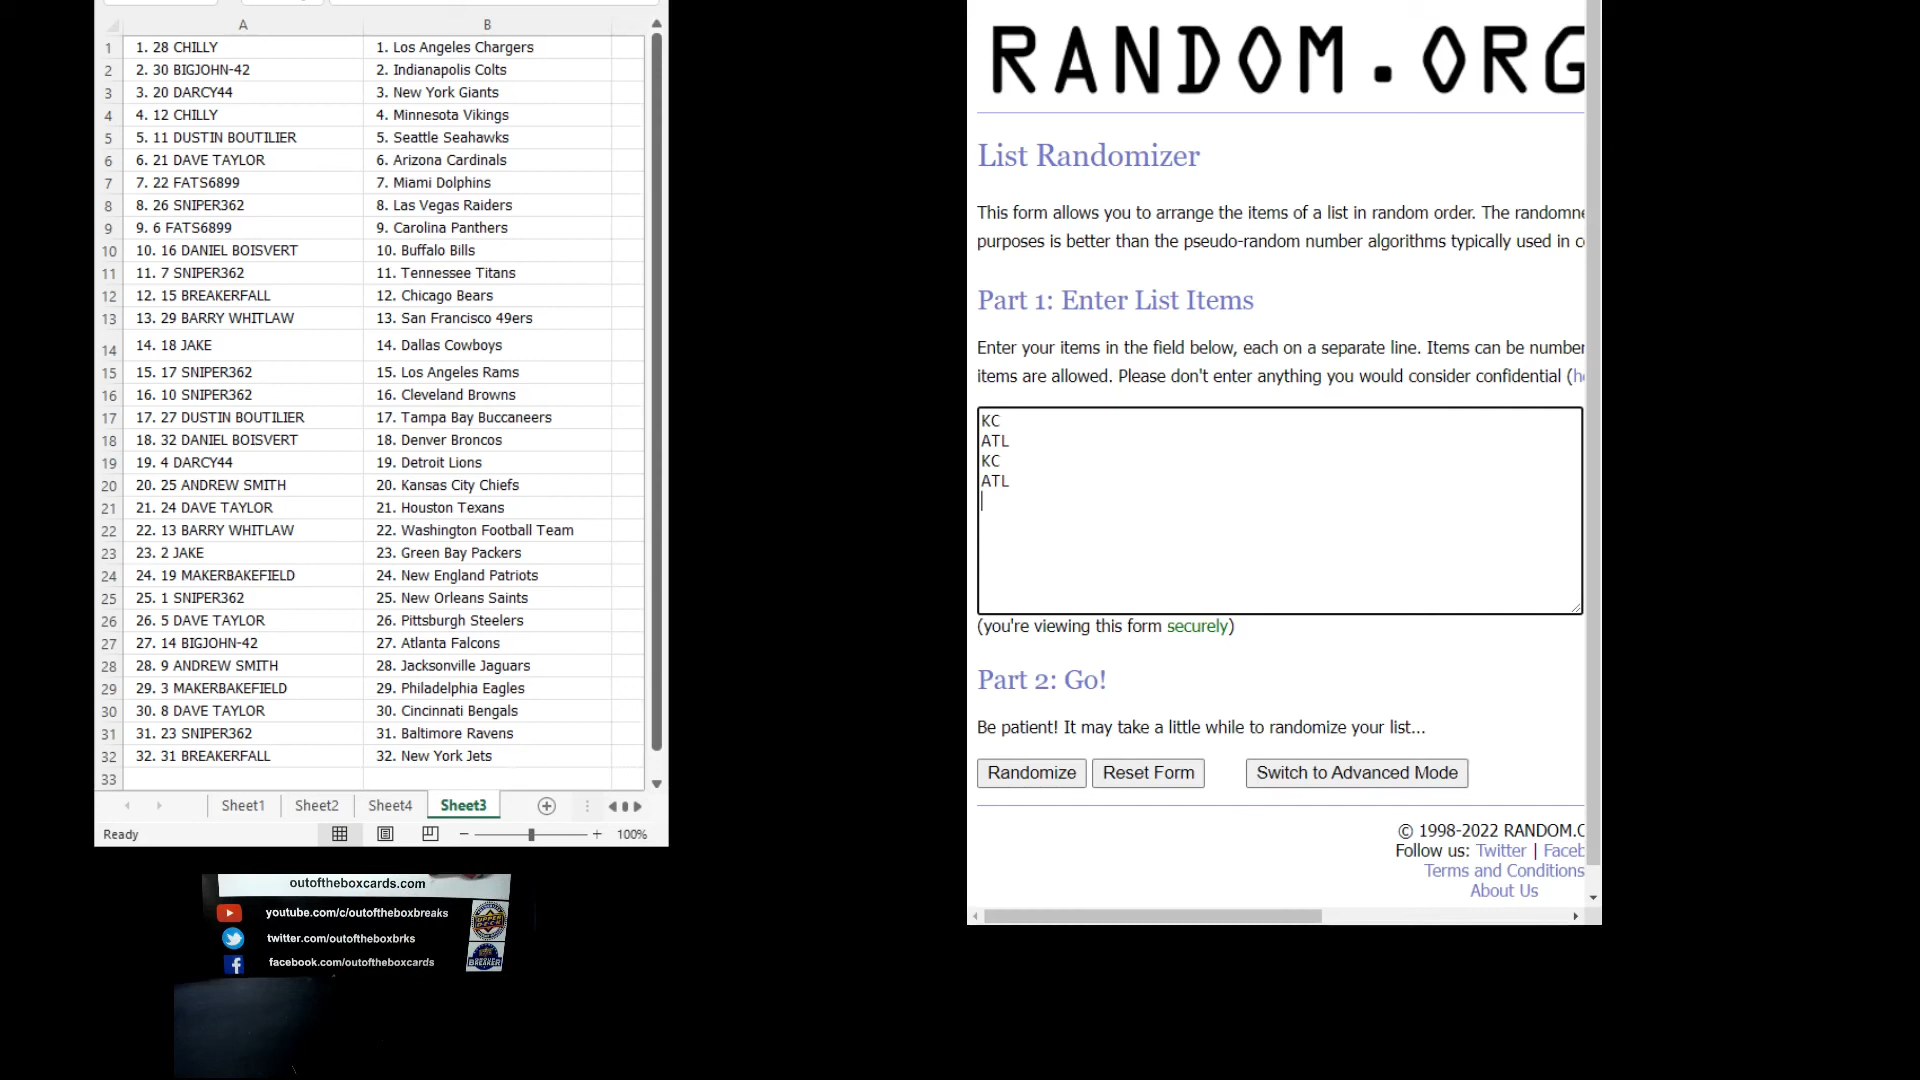 A B
1 1. 28 CHILLY 1. Los Angeles Chargers
2 2. 30 BIGJOHN-42 2. Indianapolis Colts
3 3. 20 DARCY44 3. New York Giants
4 4. 12 CHILLY 4. Minnesota Vikings
5 5. 11 DUSTIN BOUTILIER 5. Seattle Seahawks
6 6. 21 DAVE TAYLOR 6. Arizona Cardinals
7 7. 22 FATS6899 7. Miami Dolphins
8 8. 26 SNIPER362 8. Las Vegas Raiders
9 9. 6 FATS6899 9. Carolina Panthers
10 10. 16 DANIEL BOISVERT 10. Buffalo Bills
11 11. 7 SNIPER362 11. Tennessee Titans
12 12. 15 BREAKERFALL 12. Chicago Bears
13 13. 29 BARRY WHITLAW 13. San Francisco 49ers
14 14. 18 JAKE 14. Dallas Cowboys
15 15. 17 SNIPER362 15. Los Angeles Rams
16 16. 10 SNIPER362 16. Cleveland Browns
17 17. 27 DUSTIN BOUTILIER 17. Tampa Bay Buccaneers
18 18. 32 DANIEL BOISVERT 18. Denver Broncos
19 19. 4 DARCY44 19. Detroit Lions
20 20. 25 ANDREW SMITH 20. Kansas City Chiefs
21 21. 24 DAVE TAYLOR 21. Houston Texans
22 22. 13 BARRY WHITLAW 22. Washington Football Team
23 23. 2 JAKE 23. Green Bay Packers
24 24. 19 MAKERBAKEFIELD 24. New England Patriots
25 25. 1 SNIPER362 25. New Orleans Saints
26 26. 5 DAVE TAYLOR 26. Pittsburgh Steelers
27 27. 14 BIGJOHN-42 27. Atlanta Falcons
28 28. 9 ANDREW SMITH 28. Jacksonville Jaguars
29 29. 3 MAKERBAKEFIELD 29. Philadelphia Eagles
30 30. 8 DAVE TAYLOR 30. Cincinnati Bengals
31 31. 23 SNIPER362 31. Baltimore Ravens
32 32. 31 BREAKERFALL 32. New York Jets
33
Sheet1 Sheet2 Sheet4 Sheet3
Ready 100%
outoftheboxcards.com
youtube.com/c/outoftheboxbreaks
twitter.com/outoftheboxbrks
facebook.com/outoftheboxcards
UPPER DECK
BREAKER
RANDOM.ORG
List Randomizer
This form allows you to arrange the items of a list in random order. The randomne
purposes is better than the pseudo-random number algorithms typically used in c
Part 1: Enter List Items
Enter your items in the field below, each on a separate line. Items can be number
items are allowed. Please don't enter anything you would consider confidential (h
KC
ATL
KC
ATL
(you're viewing this form securely)
Part 2: Go!
Be patient! It may take a little while to randomize your list...
Randomize Reset Form Switch to Advanced Mode
© 1998-2022 RANDOM.O
Follow us: Twitter | Faceb
Terms and Conditions
About Us